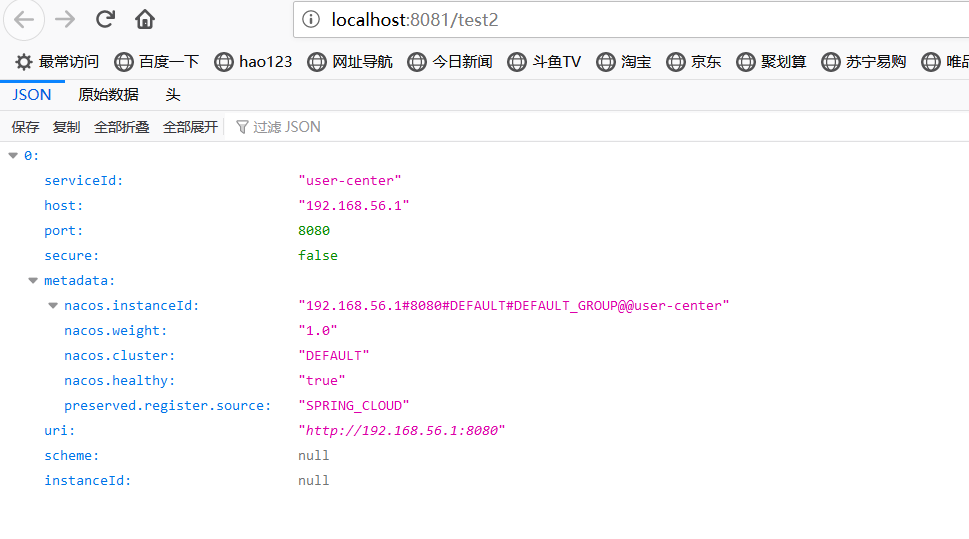 localhost:8081/test2
最常访问 百度一下 hao123 网址导航 今日新闻 斗鱼TV 淘宝 京东 聚划算 苏宁易购 唯品
JSON 原始数据 头
保存 复制 全部折叠 全部展开 过滤 JSON
0:
serviceId: "user-center"
host: "192.168.56.1"
port: 8080
secure: false
metadata:
nacos.instanceId: "192.168.56.1#8080#DEFAULT#DEFAULT_GROUP@@user-center"
nacos.weight: "1.0"
nacos.cluster: "DEFAULT"
nacos.healthy: "true"
preserved.register.source: "SPRING_CLOUD"
uri: "http://192.168.56.1:8080"
scheme: null
instanceId: null